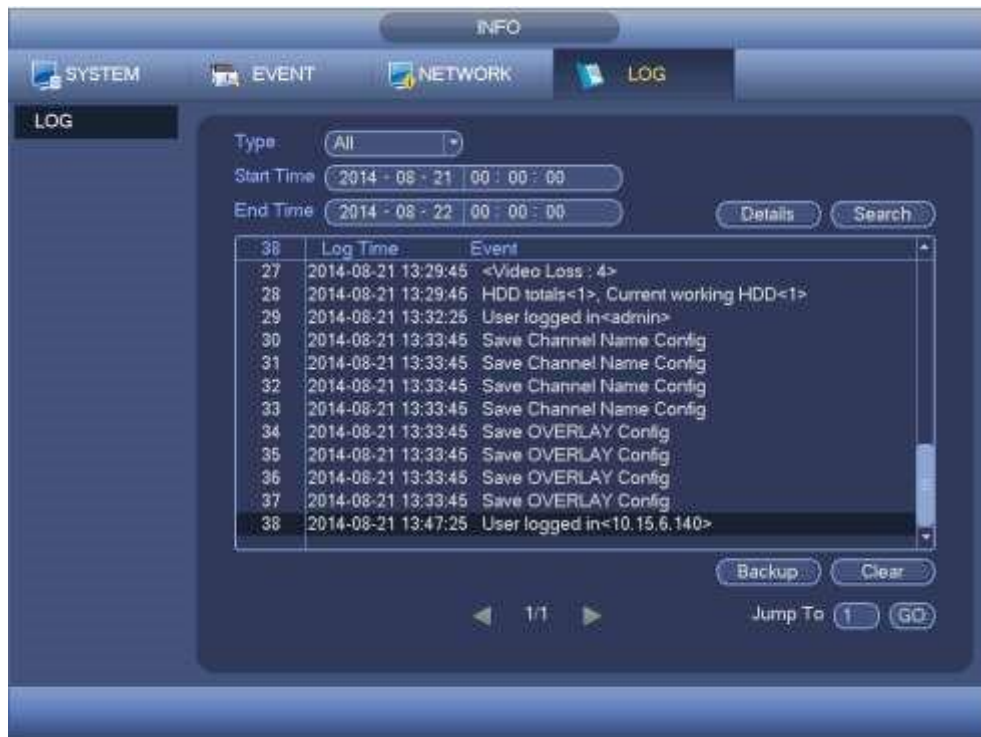 INFO
SYSTEM EVENT NETWORK LOG
LOG
Type All
Start Time 2014 - 08 - 21 00 : 00 : 00
End Time 2014 - 08 - 22 00 : 00 : 00 Details Search
38 Log Time Event
27 2014-08-21 13:29:45 <Video Loss : 4>
28 2014-08-21 13:29:45 HDD totals<1>, Current working HDD<1>
29 2014-08-21 13:32:25 User logged in<admin>
30 2014-08-21 13:33:45 Save Channel Name Config
31 2014-08-21 13:33:45 Save Channel Name Config
32 2014-08-21 13:33:45 Save Channel Name Config
33 2014-08-21 13:33:45 Save Channel Name Config
34 2014-08-21 13:33:45 Save OVERLAY Config
35 2014-08-21 13:33:45 Save OVERLAY Config
36 2014-08-21 13:33:45 Save OVERLAY Config
37 2014-08-21 13:33:45 Save OVERLAY Config
38 2014-08-21 13:47:25 User logged in<10.15.6.140>
Backup Clear
1/1 Jump To 1 GO